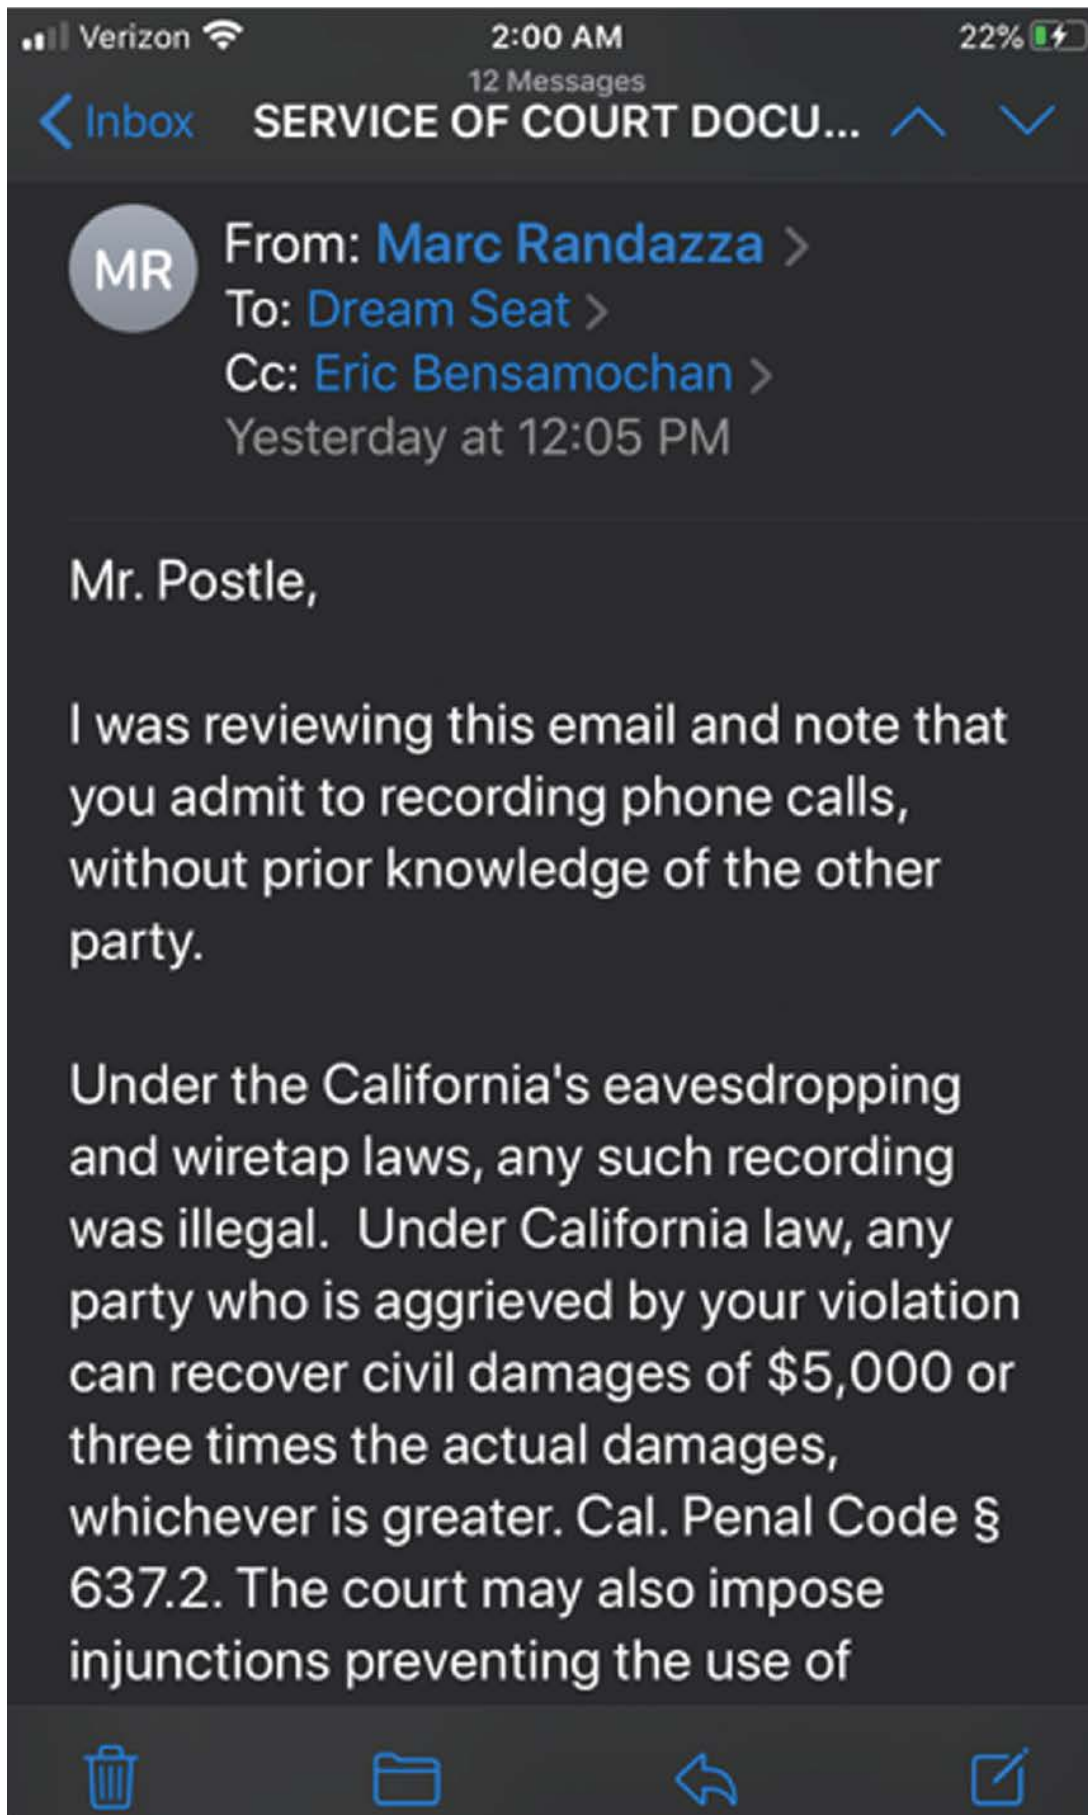 Verizon 2:00 AM 22%
12 Messages
Inbox SERVICE OF COURT DOCU...
MR
From: Marc Randazza
To: Dream Seat
Cc: Eric Bensamochan
Yesterday at 12:05 PM
Mr. Postle,
I was reviewing this email and note that
you admit to recording phone calls,
without prior knowledge of the other
party.
Under the California's eavesdropping
and wiretap laws, any such recording
was illegal.  Under California law, any
party who is aggrieved by your violation
can recover civil damages of $5,000 or
three times the actual damages,
whichever is greater. Cal. Penal Code §
637.2. The court may also impose
injunctions preventing the use of